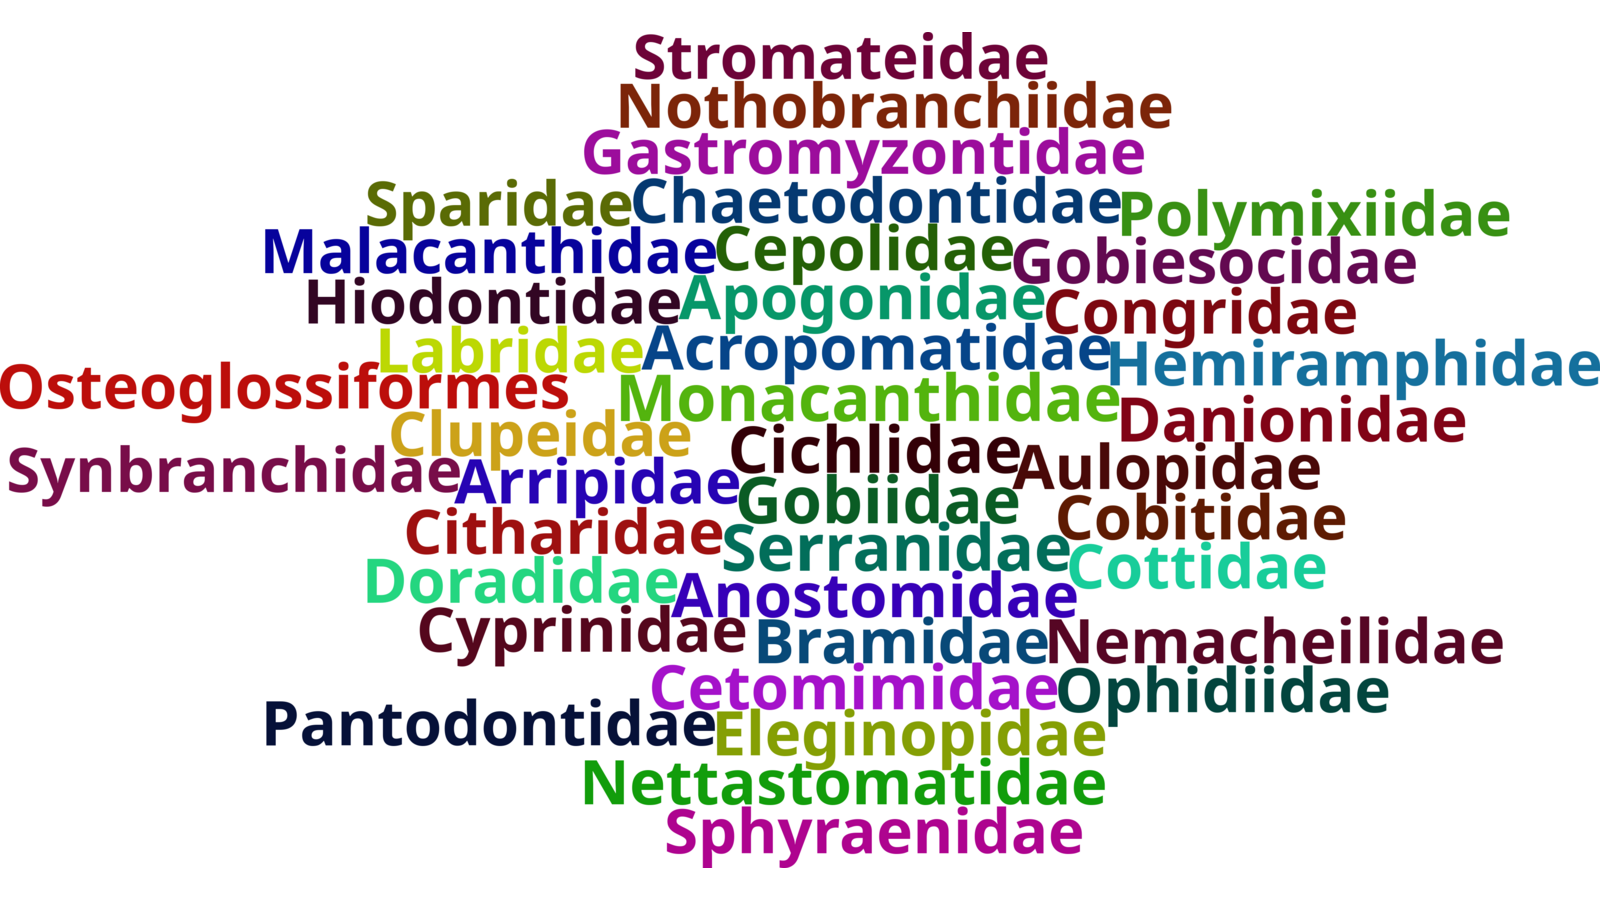 Stromateidae
Nothobranchiidae
Gastromyzontidae
Sparidae Chaetodontidae Polymixiidae
Malacanthidae Cepolidae Gobiesocidae
Hiodontidae Apogonidae Congridae
Labridae Acropomatidae Hemiramphidae
Osteoglossiformes Monacanthidae Danionidae
Clupeidae Cichlidae Aulopidae
Synbranchidae Arripidae Gobiidae Cobitidae
Citharidae Serranidae Cottidae
Doradidae Anostomidae
Cyprinidae Bramidae Nemacheilidae
Cetomimidae Ophidiidae
Pantodontidae Eleginopidae
Nettastomatidae
Sphyraenidae